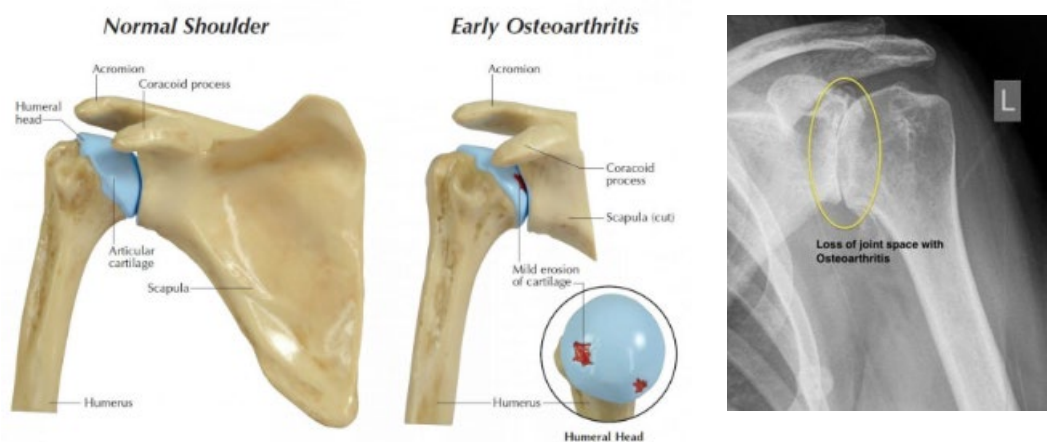 Normal Shoulder
Acromion
Coracoid process
Humeral
head
Articular
cartilage
Scapula
Humerus
Early Osteoarthritis
Acromion
Coracoid
process
Scapula (cut)
Mild erosion
of cartilage
Humerus
Humeral Head
L
Loss of joint space with
Osteoarthritis